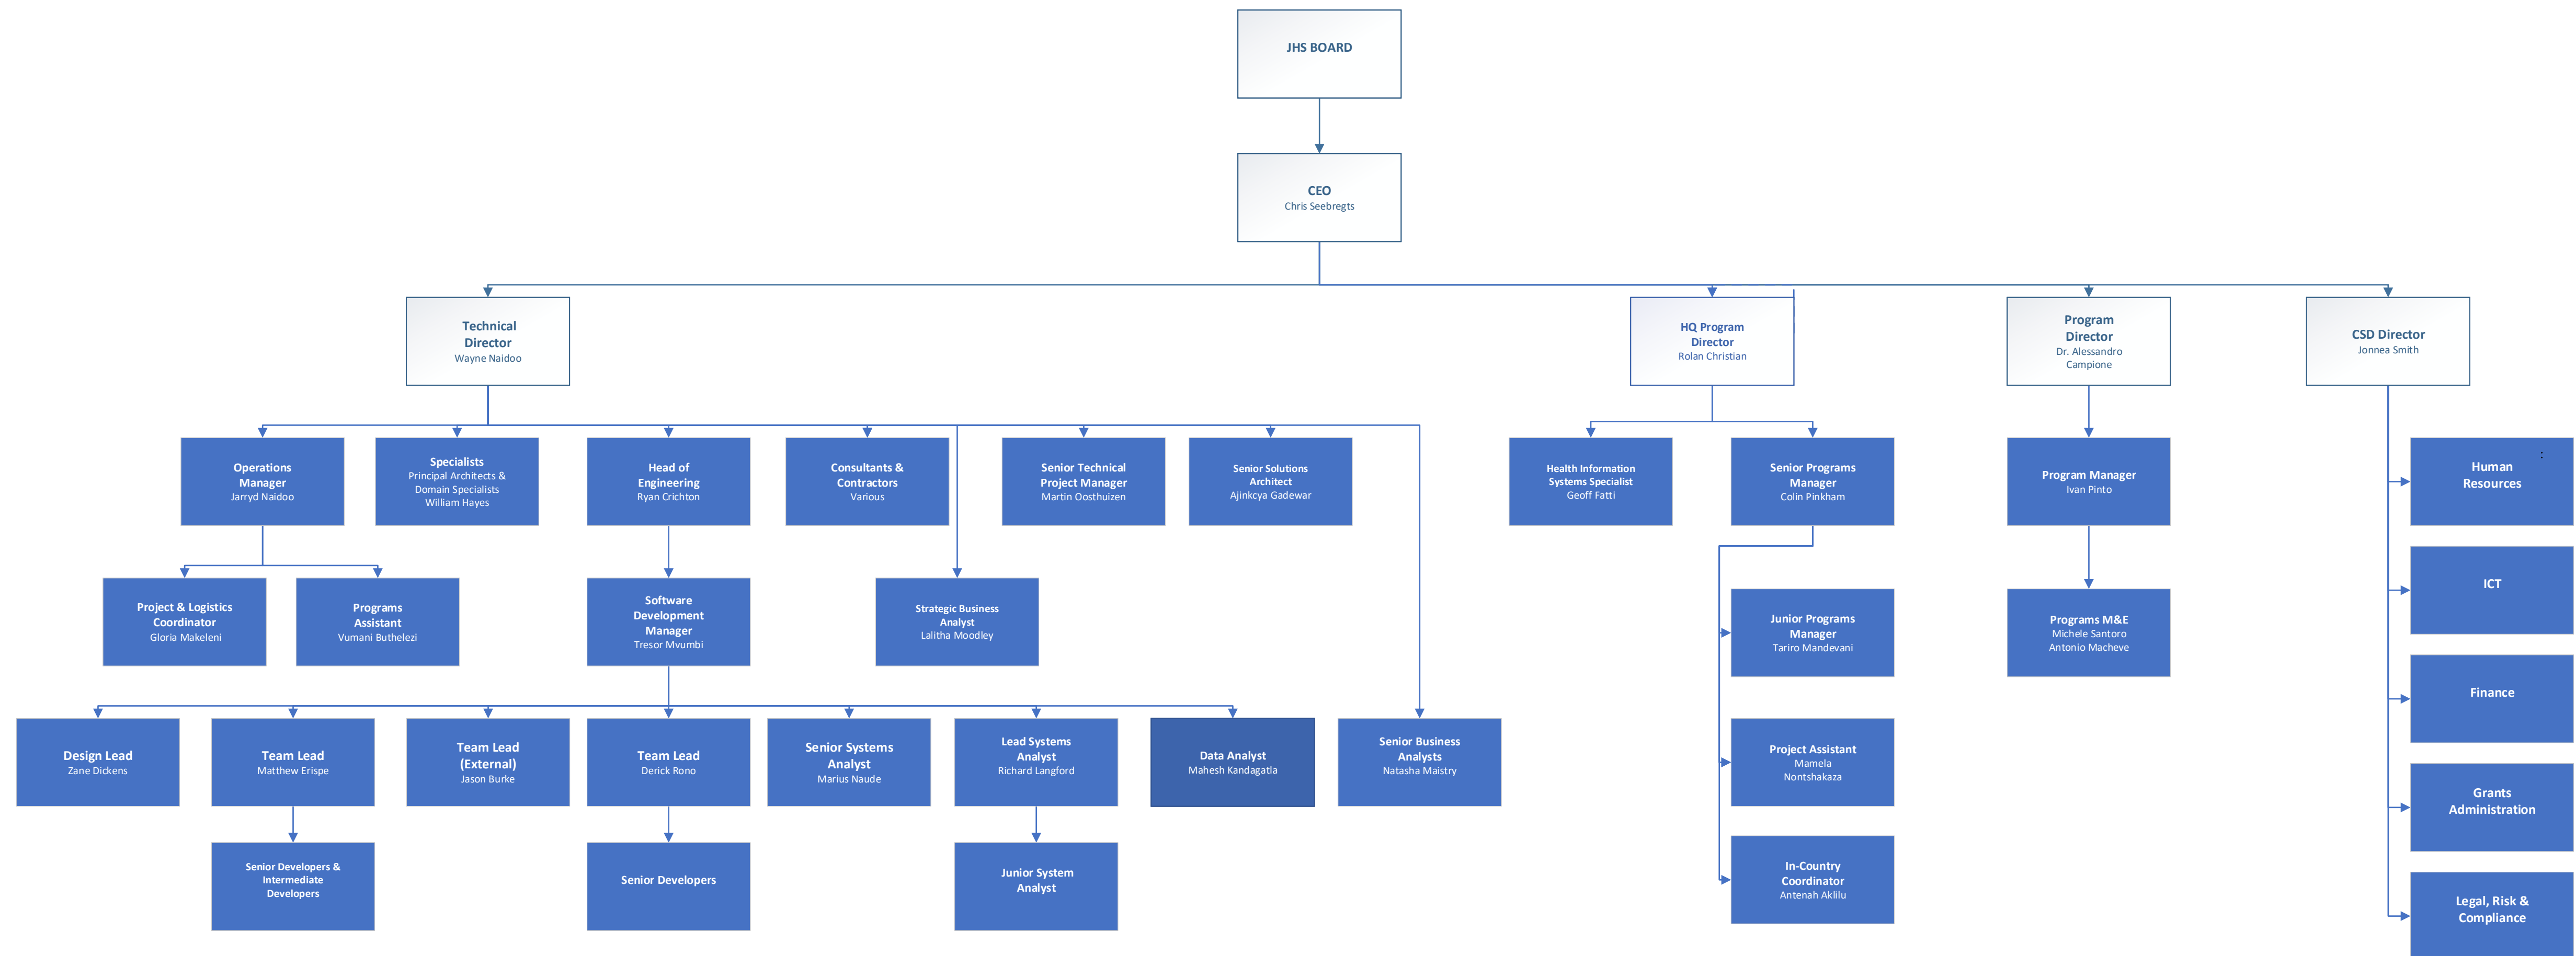 JHS BOARD
CEO
Chris Seebregts
Technical
Director
Wayne Naidoo
HQ Program
Director
Rolan Christian
Program
Director
Dr. Alessandro
Campione
CSD Director
Jonnea Smith
Operations
Manager
Jarryd Naidoo
Specialists
Principal Architects &
Domain Specialists
William Hayes
Head of
Engineering
Ryan Crichton
Consultants &
Contractors
Various
Senior Technical
Project Manager
Martin Oosthuizen
Senior Solutions
Architect
Ajinkcya Gadewar
Health Information
Systems Specialist
Geoff Fatti
Senior Programs
Manager
Colin Pinkham
Program Manager
Ivan Pinto
:
Human
Resources
Project & Logistics
Coordinator
Gloria Makeleni
Programs
Assistant
Vumani Buthelezi
Software
Development
Manager
Tresor Mvumbi
Strategic Business
Analyst
Lalitha Moodley
Junior Programs
Manager
Tariro Mandevani
Programs M&E
Michele Santoro
Antonio Macheve
ICT
Finance
Design Lead
Zane Dickens
Team Lead
Matthew Erispe
Team Lead
(External)
Jason Burke
Team Lead
Derick Rono
Senior Systems
Analyst
Marius Naude
Lead Systems
Analyst
Richard Langford
Data Analyst
Mahesh Kandagatla
Senior Business
Analysts
Natasha Maistry
Project Assistant
Mamela
Nontshakaza
Grants
Administration
Senior Developers &
Intermediate
Developers
Senior Developers
Junior System
Analyst
In-Country
Coordinator
Antenah Aklilu
Legal, Risk &
Compliance